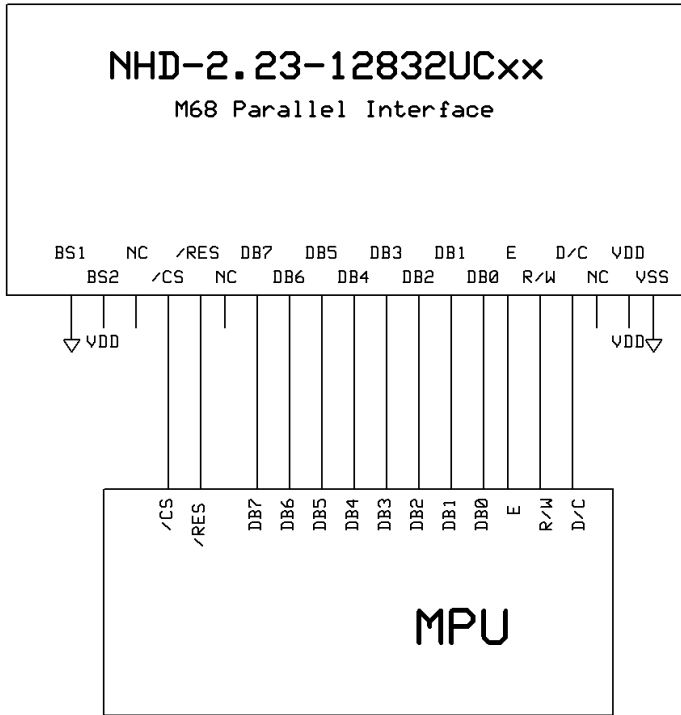 NHD-2.23-12832UCxx
M68 Parallel Interface
BS1 NC /RES DB7 DB5 DB3 DB1 E D/C VDD
BS2 /CS NC DB6 DB4 DB2 DB0 R/W NC VSS
VDD VDD
/CS /RES DB7 DB6 DB5 DB4 DB3 DB2 DB1 DB0 E R/W D/C
MPU